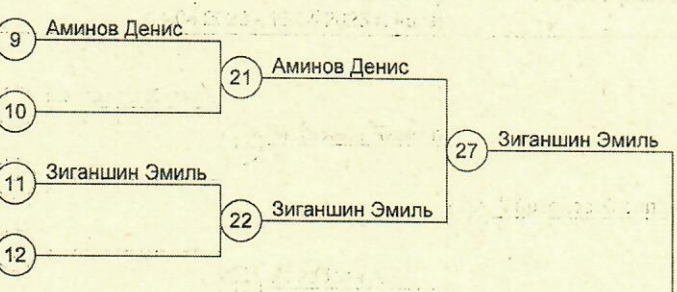 9 Аминов Денис
21 Аминов Денис
10
27 Зиганшин Эмиль
11 Зиганшин Эмиль
22 Зиганшин Эмиль
12